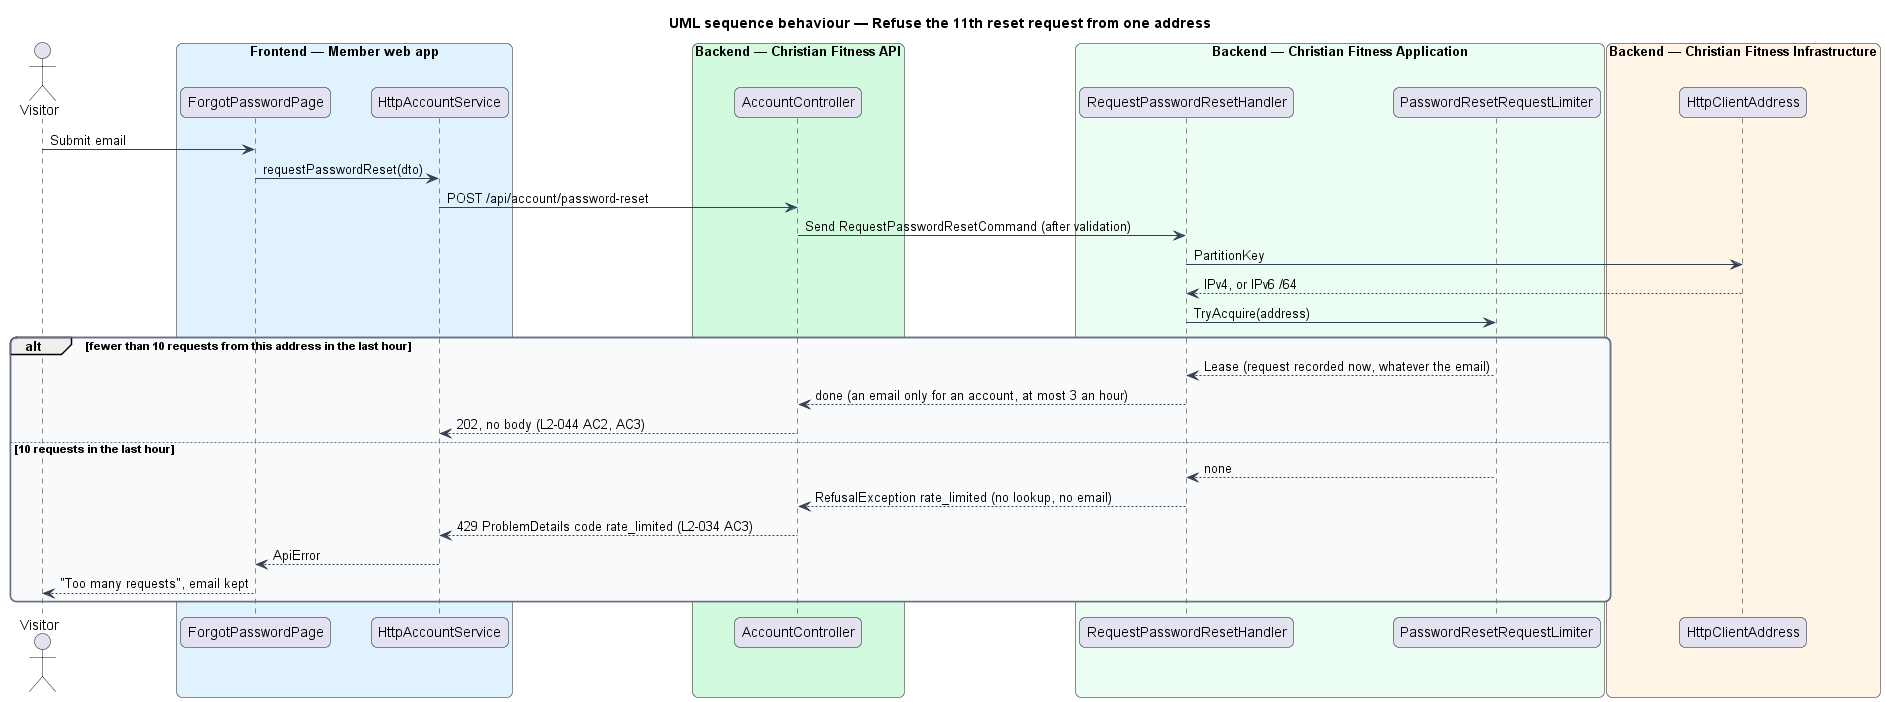 UML sequence behaviour — Refuse the 11th reset request from one address
Frontend — Member web app
Backend — Christian Fitness API
Backend — Christian Fitness Application
Backend — Christian Fitness Infrastructure
Visitor
ForgotPasswordPage
HttpAccountService
AccountController
RequestPasswordResetHandler
PasswordResetRequestLimiter
HttpClientAddress
Submit email
requestPasswordReset(dto)
POST /api/account/password-reset
Send RequestPasswordResetCommand (after validation)
PartitionKey
IPv4, or IPv6 /64
TryAcquire(address)
alt
[fewer than 10 requests from this address in the last hour]
Lease (request recorded now, whatever the email)
done (an email only for an account, at most 3 an hour)
202, no body (L2-044 AC2, AC3)
[10 requests in the last hour]
none
RefusalException rate_limited (no lookup, no email)
429 ProblemDetails code rate_limited (L2-034 AC3)
ApiError
"Too many requests", email kept
Visitor
ForgotPasswordPage
HttpAccountService
AccountController
RequestPasswordResetHandler
PasswordResetRequestLimiter
HttpClientAddress